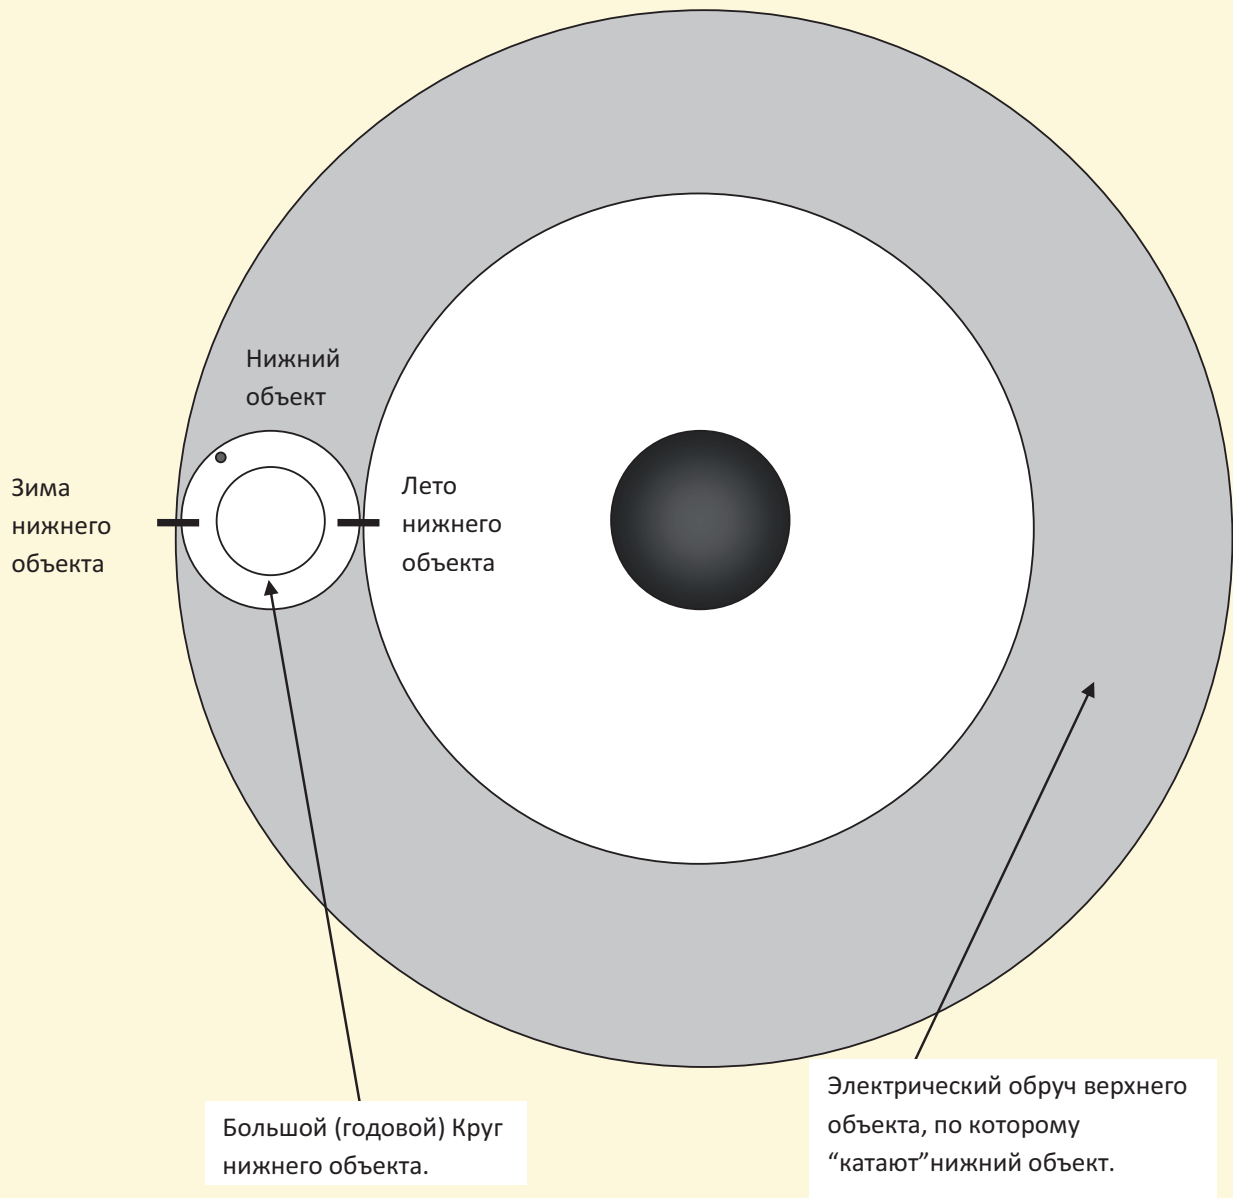 Нижний
объект
Зима
нижнего
объекта
Лето
нижнего
объекта
Большой (годовой) Круг
нижнего объекта.
Электрический обруч верхнего
объекта, по которому
“катают”нижний объект.